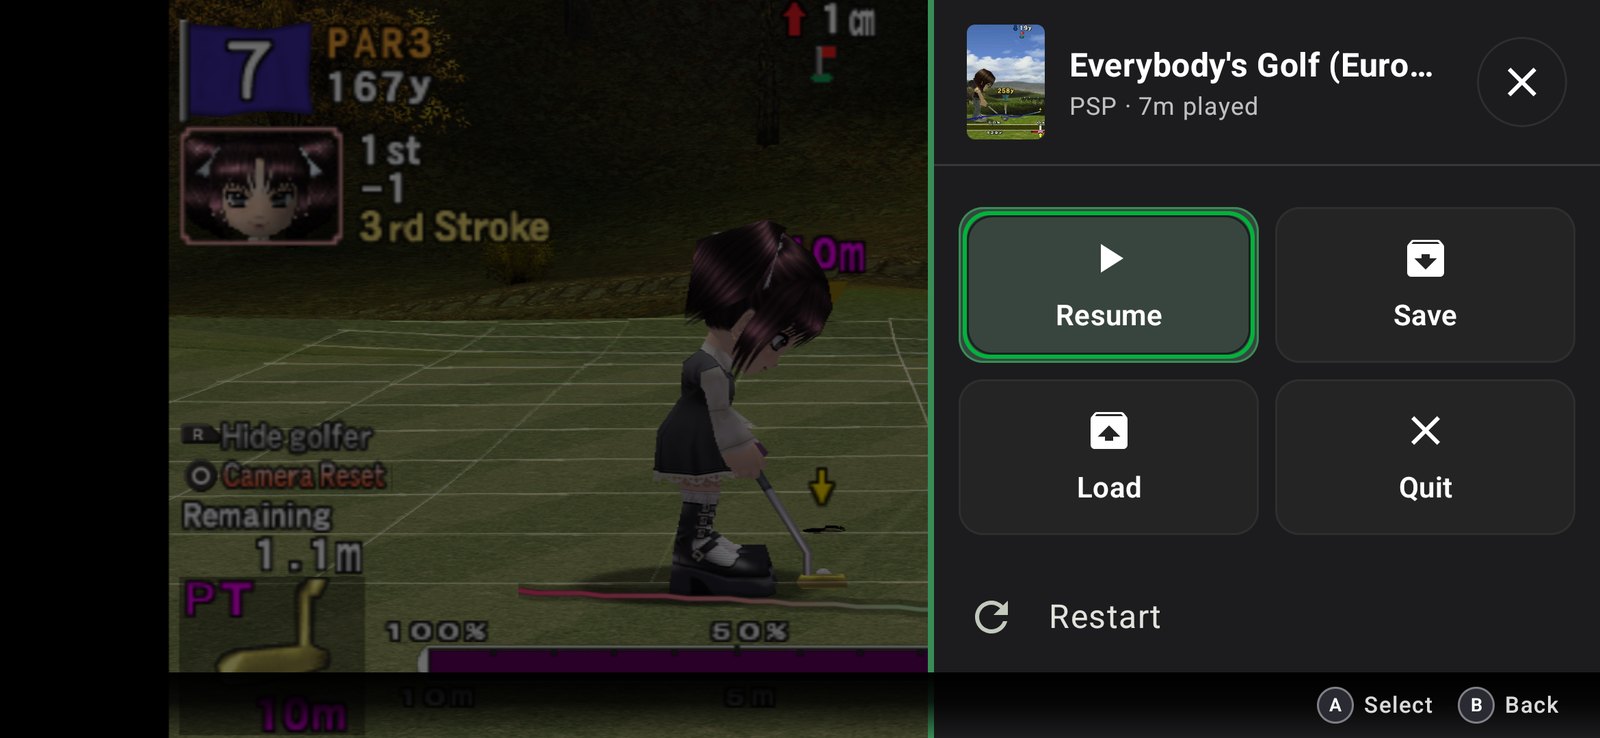 7
PAR3
167y
1st
-1
3rd Stroke
1cm
0m
R Hide golfer
Camera Reset
Remaining
1.1m
PT
100%
50%
10m
10m
5m
Everybody's Golf (Euro...
PSP · 7m played
Resume
Save
Load
Quit
Restart
A Select
B Back